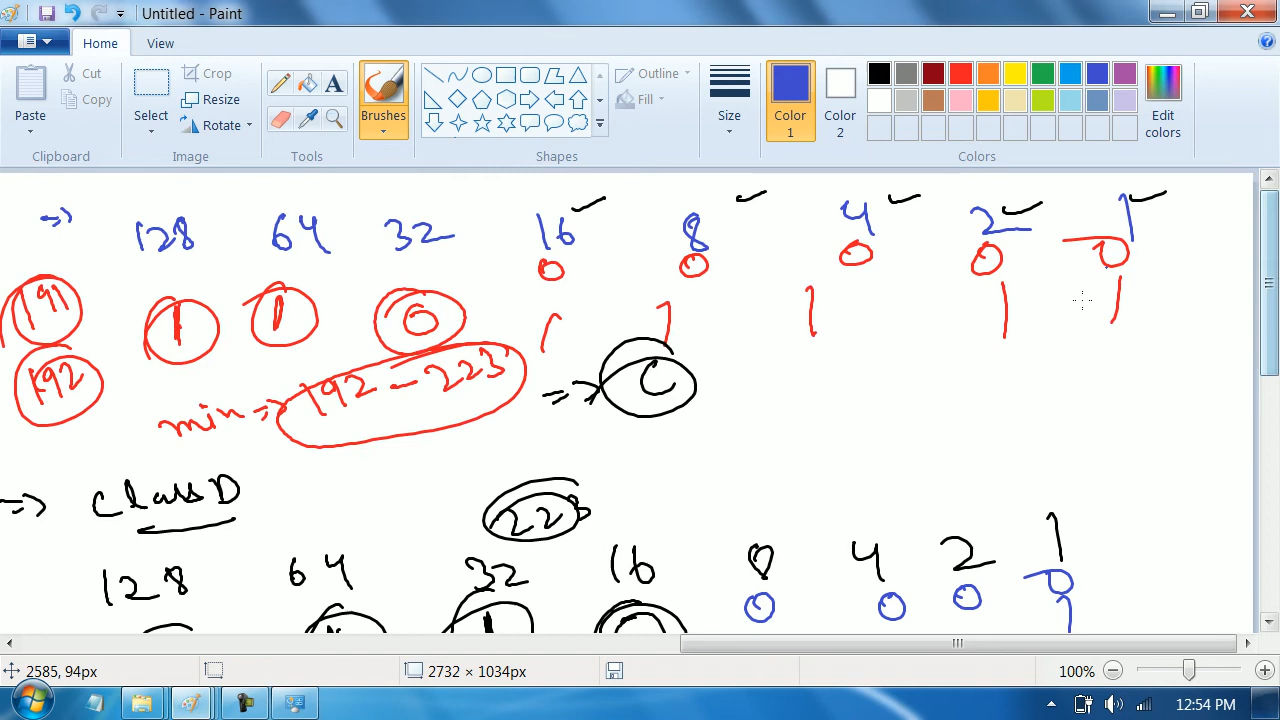 Untitled - Paint
Home View
Cut
Copy
Paste
Clipboard
Select
Crop
Resize
Rotate
Image
Tools
Brushes
Outline
Fill
Shapes
Size
Color 1
Color 2
Edit colors
Colors
=> 128 64 32 16 8 4 2 1
0 0 0 0 0
191 1 1 0 1 1 1 1 1
192
min => 192 - 223 => C
=> class D
223
128 64 32 16 8 4 2 1
0 0 0 0
2585, 94px
2732 × 1034px
100%
12:54 PM